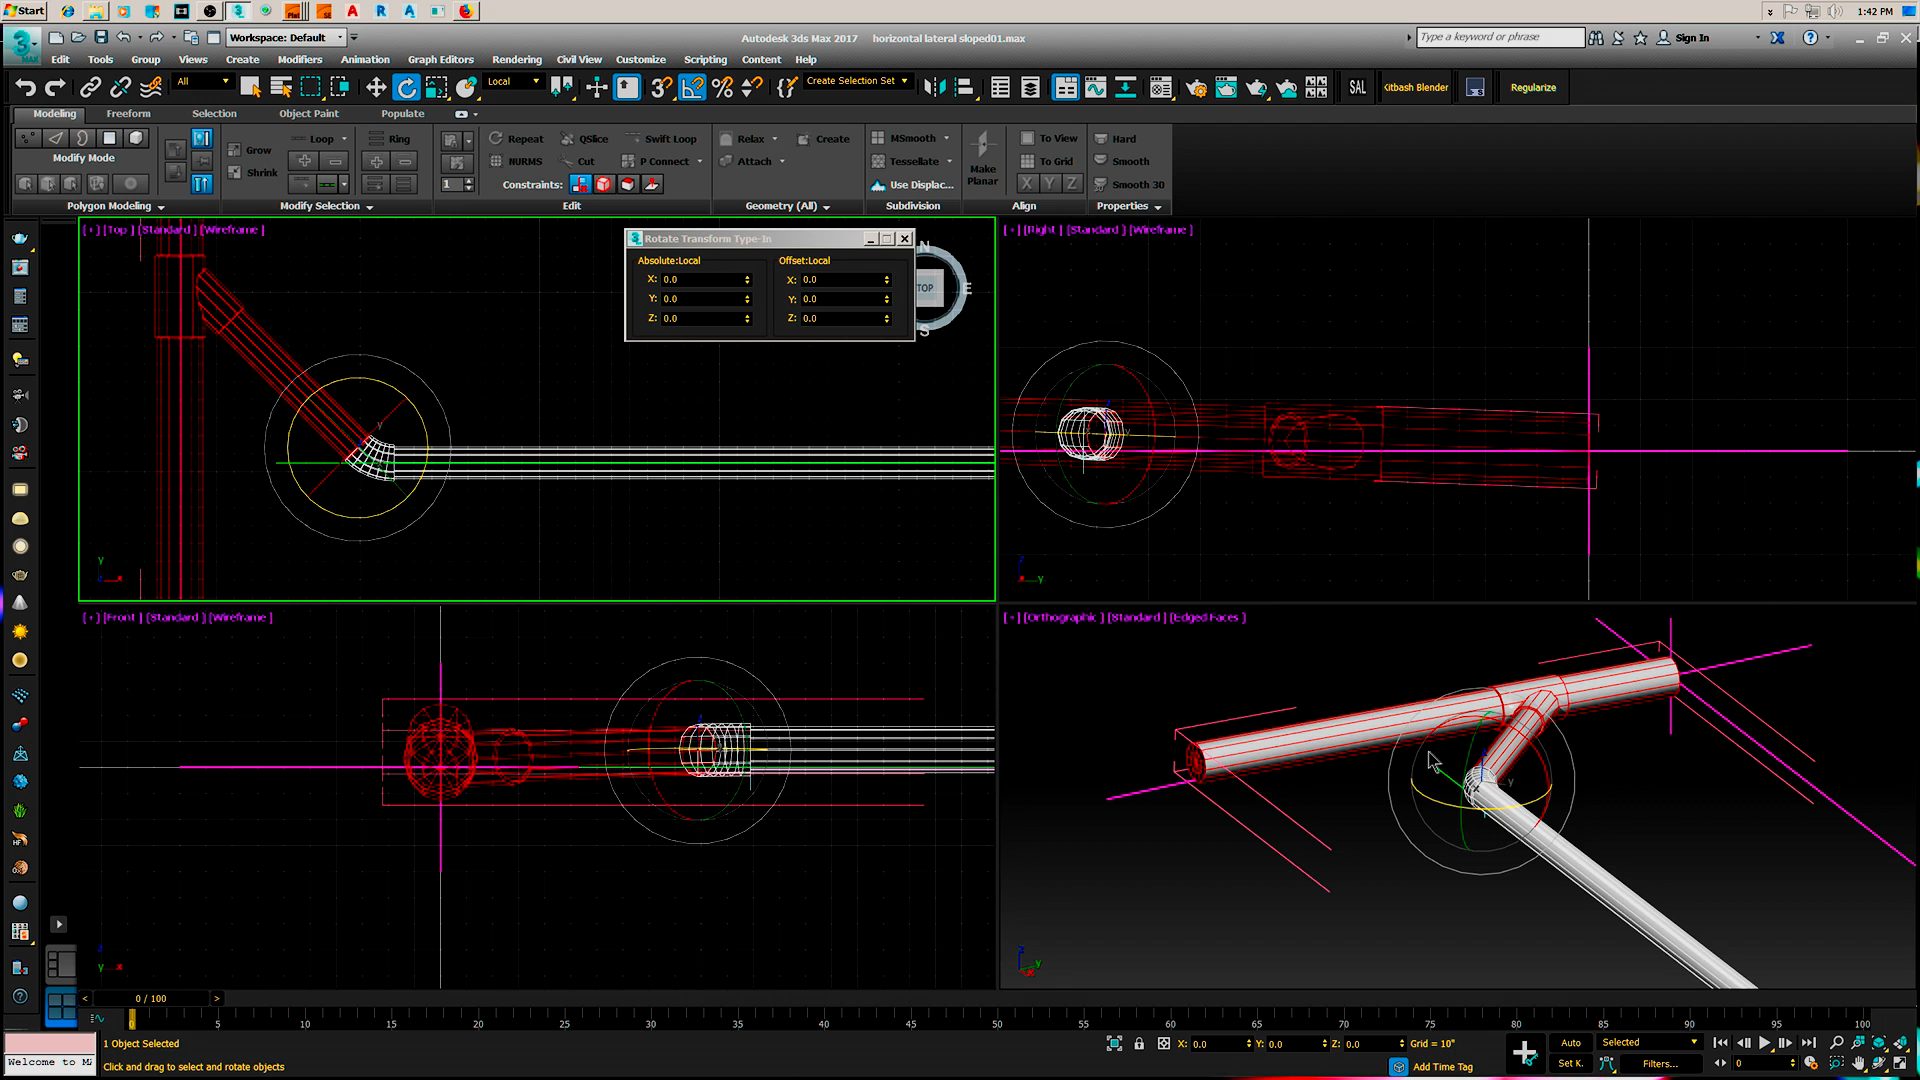 Start
1:42 PM
Workspace: Default
Autodesk 3ds Max 2017 horizontal lateral sloped01.max
Type a keyword or phrase
Sign In
MAX
Edit Tools Group Views Create Modifiers Animation Graph Editors Rendering Civil View Customize Scripting Content Help
All
Local
Create Selection Set
SAL
Kitbash Blender
Regularize
Modeling Freeform Selection Object Paint Populate
Loop Ring Repeat QSlice Swift Loop Relax Create MSmooth To View Hard
Modify Mode Grow NURMS Cut P Connect Attach Tessellate To Grid Smooth
Shrink 1 Constraints: Make Planar Use Displac... X Y Z Smooth 30
Polygon Modeling Modify Selection Edit Geometry (All) Subdivision Align Properties
[+] [Top] [Standard] [Wireframe]
Rotate Transform Type-In
Absolute:Local Offset:Local
X: 0.0 X: 0.0
Y: 0.0 Y: 0.0
Z: 0.0 Z: 0.0
N
TOP
E
S
[+] [Right] [Standard] [Wireframe]
[+] [Front] [Standard] [Wireframe]
[+] [Orthographic] [Standard] [Edged Faces]
0 / 100
0 5 10 15 20 25 30 35 40 45 50 55 60 65 70 75 80 85 90 95 100
1 Object Selected
X: 0.0 Y: 0.0 Z: 0.0 Grid = 10"
Auto Selected
Welcome to M
Click and drag to select and rotate objects
Add Time Tag
Set K. Filters... 0